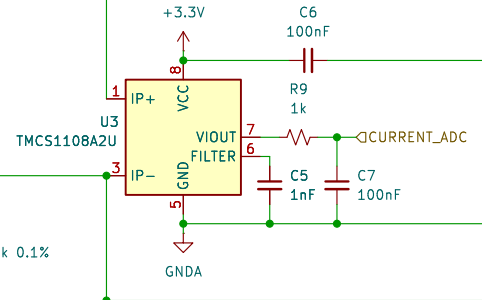 +3.3V
C6
100nF
8
1
IP+
VCC
R9
1k
U3
TMCS1108A2U
VIOUT
7
CURRENT_ADC
FILTER
6
3
IP-
GND
C5
1nF
C7
100nF
5
k 0.1%
GNDA